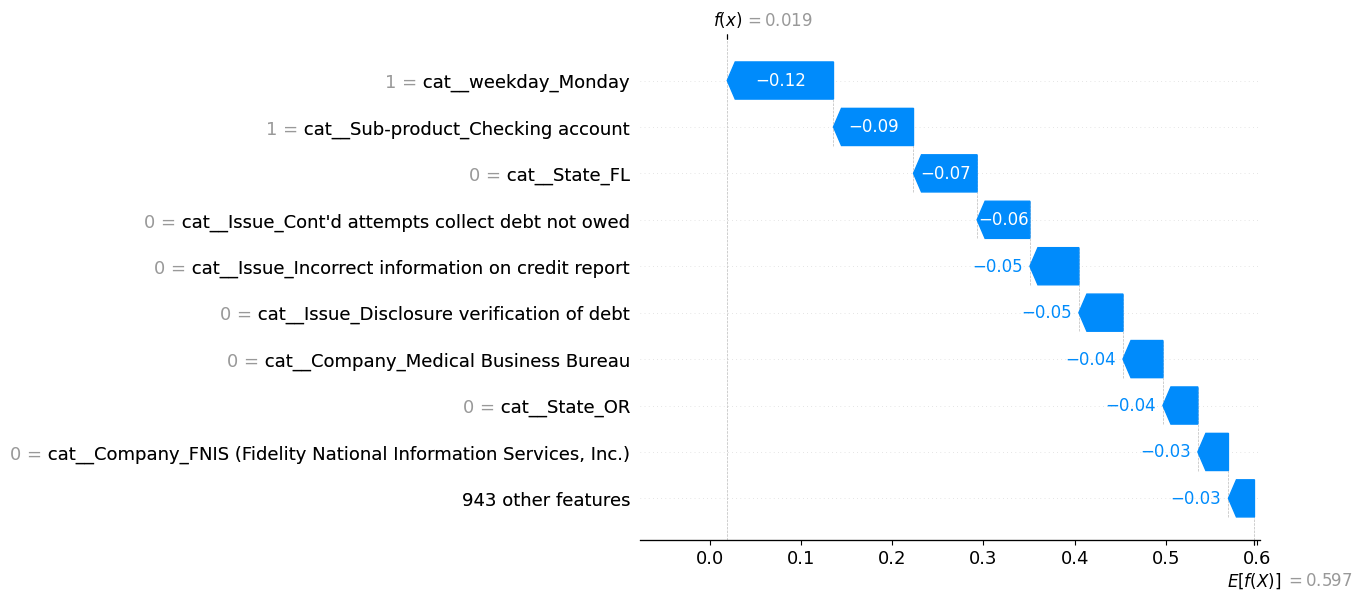 f(x) = 0.019
1 = cat__weekday_Monday
−0.12
1 = cat__Sub-product_Checking account
−0.09
0 = cat__State_FL
−0.07
0 = cat__Issue_Cont'd attempts collect debt not owed
−0.06
0 = cat__Issue_Incorrect information on credit report
−0.05
0 = cat__Issue_Disclosure verification of debt
−0.05
0 = cat__Company_Medical Business Bureau
−0.04
0 = cat__State_OR
−0.04
0 = cat__Company_FNIS (Fidelity National Information Services, Inc.)
−0.03
943 other features
−0.03
0.0 0.1 0.2 0.3 0.4 0.5 0.6
E[f(X)] = 0.597